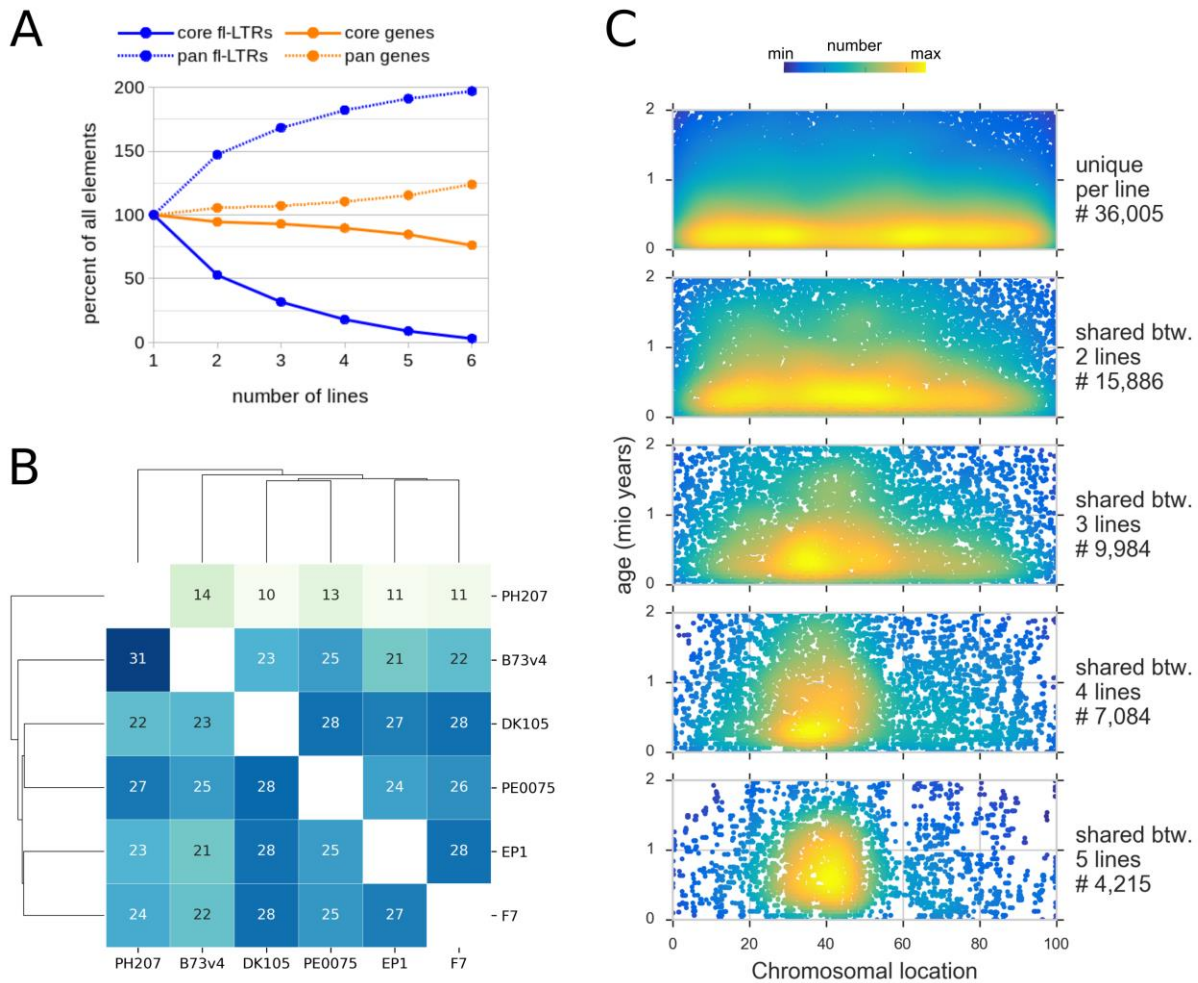 A
core fl-LTRs core genes
pan fl-LTRs pan genes
percent of all elements
200
150
100
50
0
1 2 3 4 5 6
number of lines
B
14 10 13 11 11 PH207
31 23 25 21 22 B73v4
22 23 28 27 28 DK105
27 25 28 24 26 PE0075
23 21 28 25 28 EP1
24 22 28 25 27 F7
PH207 B73v4 DK105 PE0075 EP1 F7
C
number
min max
age (mio years)
2
1
0
unique
per line
# 36,005
2
1
0
shared btw.
2 lines
# 15,886
2
1
0
shared btw.
3 lines
# 9,984
2
1
0
shared btw.
4 lines
# 7,084
2
1
0
shared btw.
5 lines
# 4,215
0 20 40 60 80 100
Chromosomal location